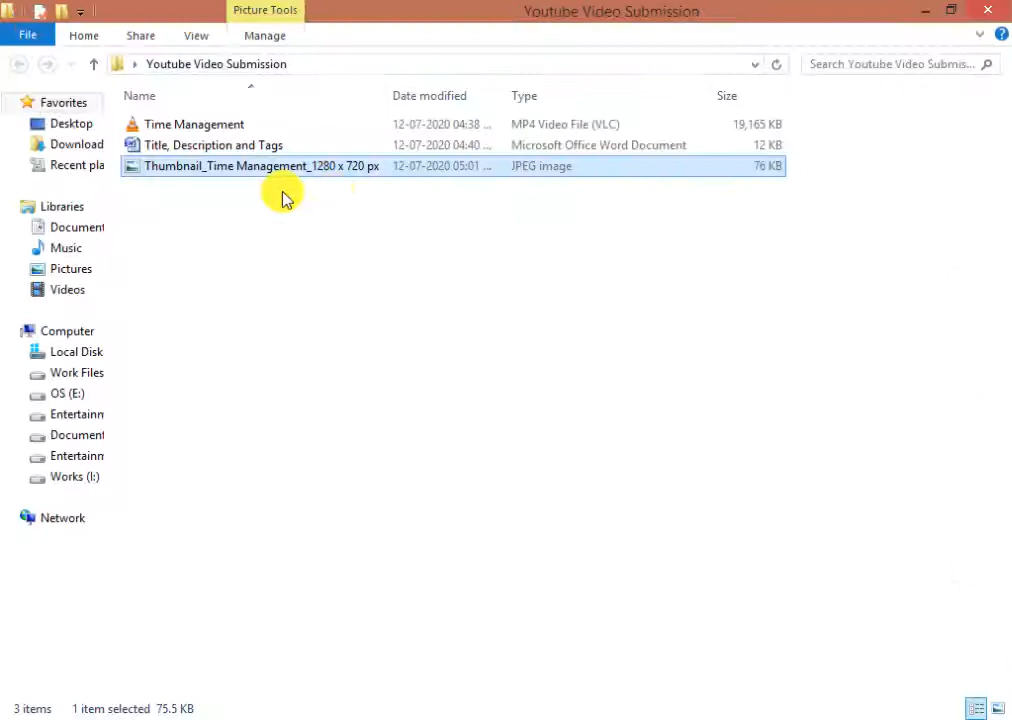 Picture Tools
Youtube Video Submission
File Home Share View Manage
Youtube Video Submission
Search Youtube Video Submis...
Name Date modified Type Size
Time Management 12-07-2020 04:38 ... MP4 Video File (VLC) 19,165 KB
Title, Description and Tags 12-07-2020 04:40 ... Microsoft Office Word Document 12 KB
Thumbnail_Time Management_1280 x 720 px 12-07-2020 05:01 ... JPEG image 76 KB
Favorites
Desktop
Download
Recent pla
Libraries
Document
Music
Pictures
Videos
Computer
Local Disk
Work Files
OS (E:)
Entertainm
Document
Entertainm
Works (I:)
Network
3 items 1 item selected 75.5 KB